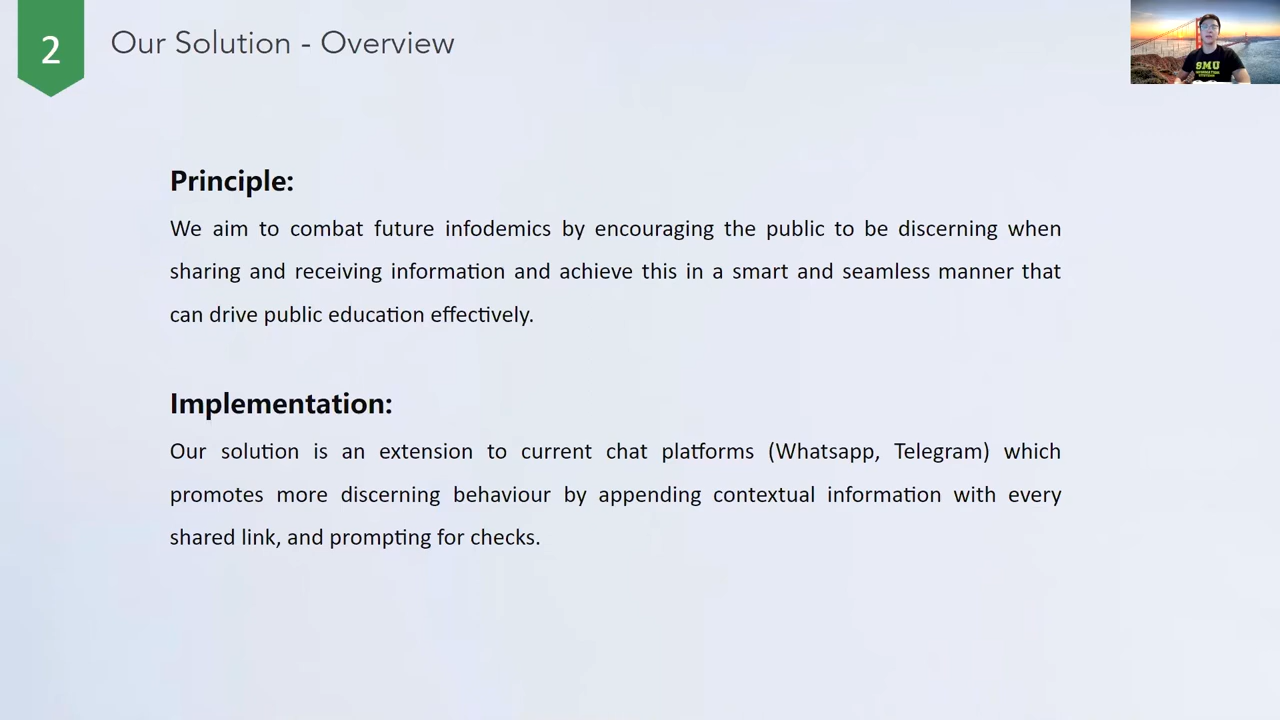 2
Our Solution - Overview
SMU
Principle:
We aim to combat future infodemics by encouraging the public to be discerning when
sharing and receiving information and achieve this in a smart and seamless manner that
can drive public education effectively.
Implementation:
Our solution is an extension to current chat platforms (Whatsapp, Telegram) which
promotes more discerning behaviour by appending contextual information with every
shared link, and prompting for checks.